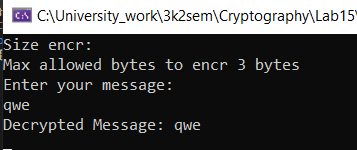 C:\University_work\3k2sem\Cryptography\Lab15\
Size encr:
Max allowed bytes to encr 3 bytes
Enter your message:
qwe
Decrypted Message: qwe